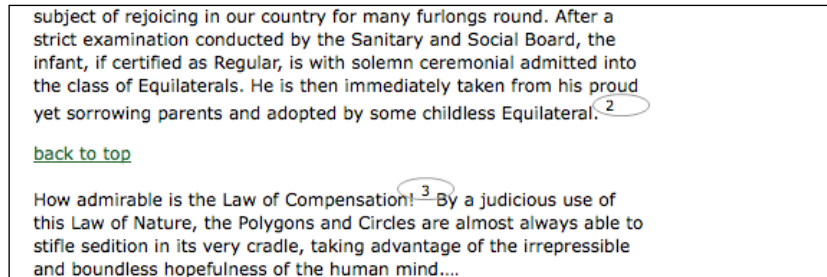 subject of rejoicing in our country for many furlongs round. After a
strict examination conducted by the Sanitary and Social Board, the
infant, if certified as Regular, is with solemn ceremonial admitted into
the class of Equilaterals. He is then immediately taken from his proud
yet sorrowing parents and adopted by some childless Equilateral. 2
back to top
How admirable is the Law of Compensation! 3 By a judicious use of
this Law of Nature, the Polygons and Circles are almost always able to
stifle sedition in its very cradle, taking advantage of the irrepressible
and boundless hopefulness of the human mind....